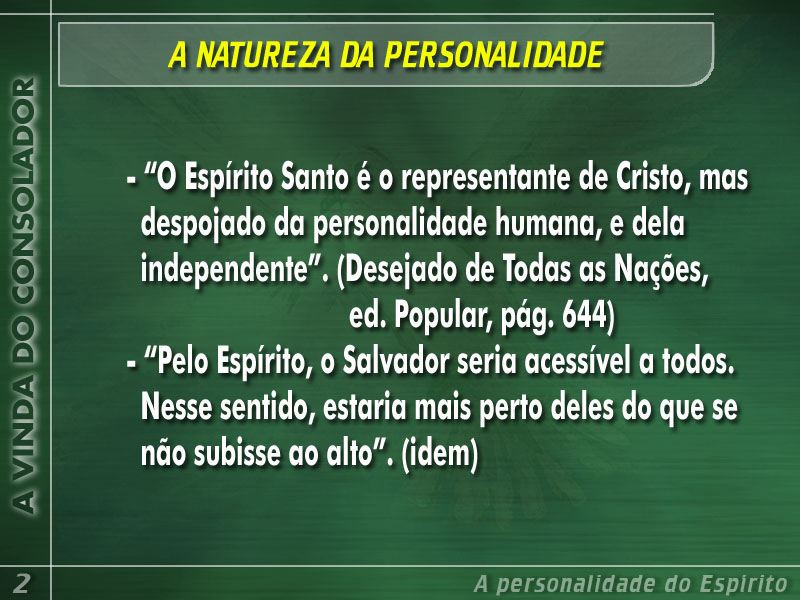 A NATUREZA DA PERSONALIDADE
A VINDA DO CONSOLADOR
- “O Espírito Santo é o representante de Cristo, mas
despojado da personalidade humana, e dela
independente”. (Desejado de Todas as Nações,
ed. Popular, pág. 644)
- “Pelo Espírito, o Salvador seria acessível a todos.
Nesse sentido, estaria mais perto deles do que se
não subisse ao alto”. (idem)
2
A personalidade do Espírito